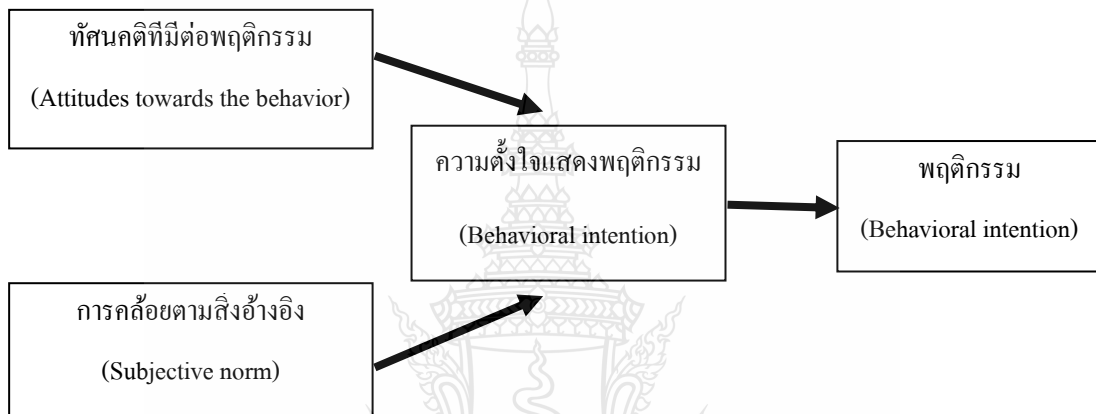 ทัศนคติที่มีต่อพฤติกรรม
(Attitudes towards the behavior)
ความตั้งใจแสดงพฤติกรรม
(Behavioral intention)
พฤติกรรม
(Behavioral intention)
การคล้อยตามสิ่งอ้างอิง
(Subjective norm)